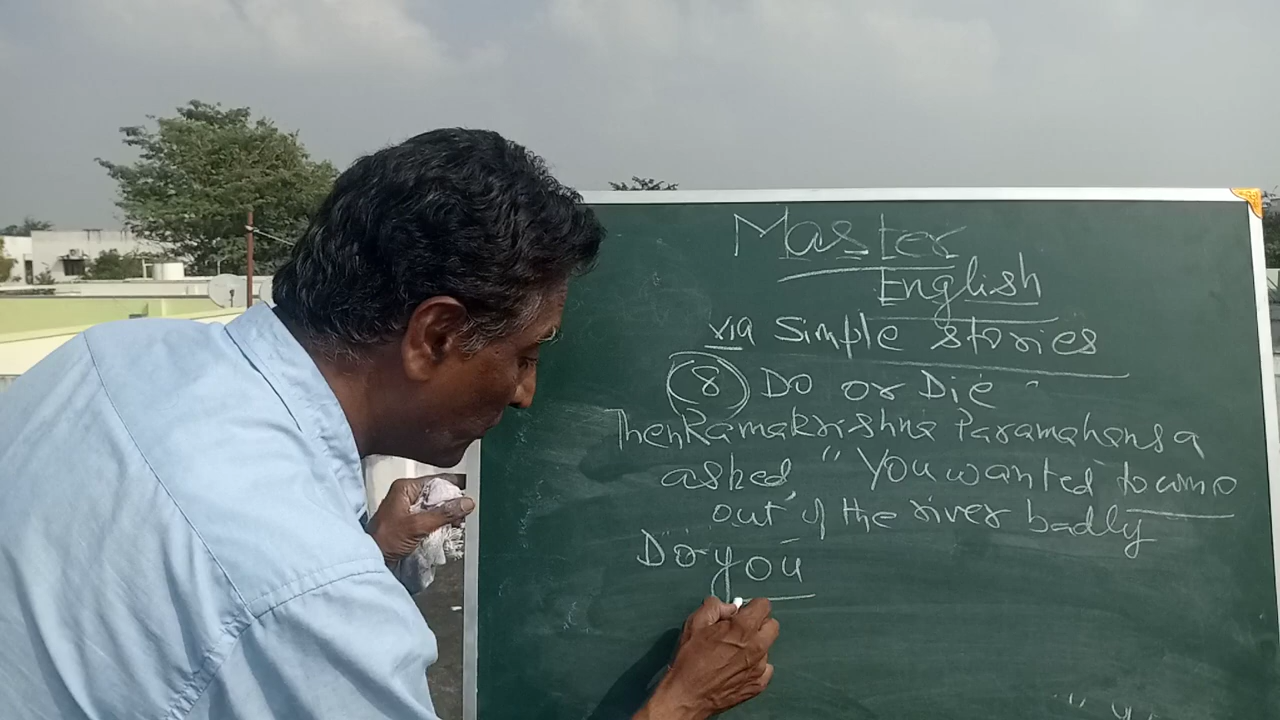 Master
English
via Simple stories
(8) Do or Die
Then Ramakrishna Paramahansa
asked "You wanted to come
out of the river badly
Do you